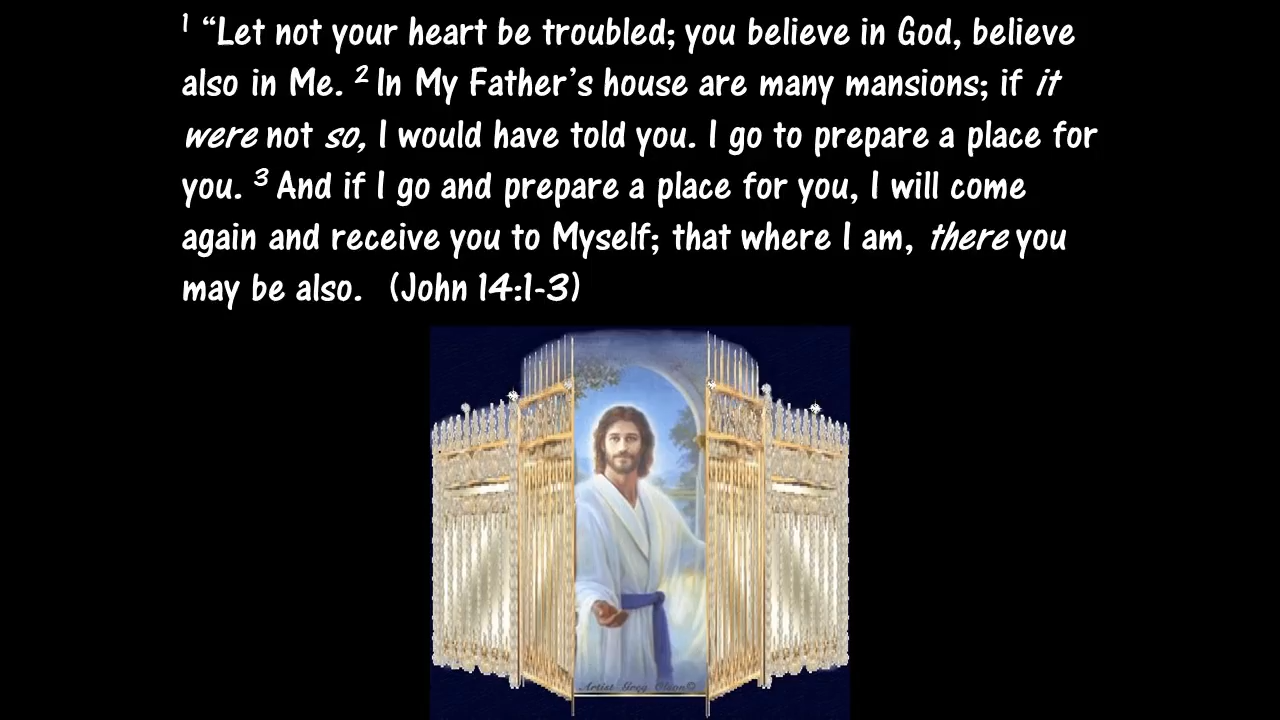 1 “Let not your heart be troubled; you believe in God, believe
also in Me. 2 In My Father’s house are many mansions; if it
were not so, I would have told you. I go to prepare a place for
you. 3 And if I go and prepare a place for you, I will come
again and receive you to Myself; that where I am, there you
may be also. (John 14:1-3)
Artist Greg Olson©